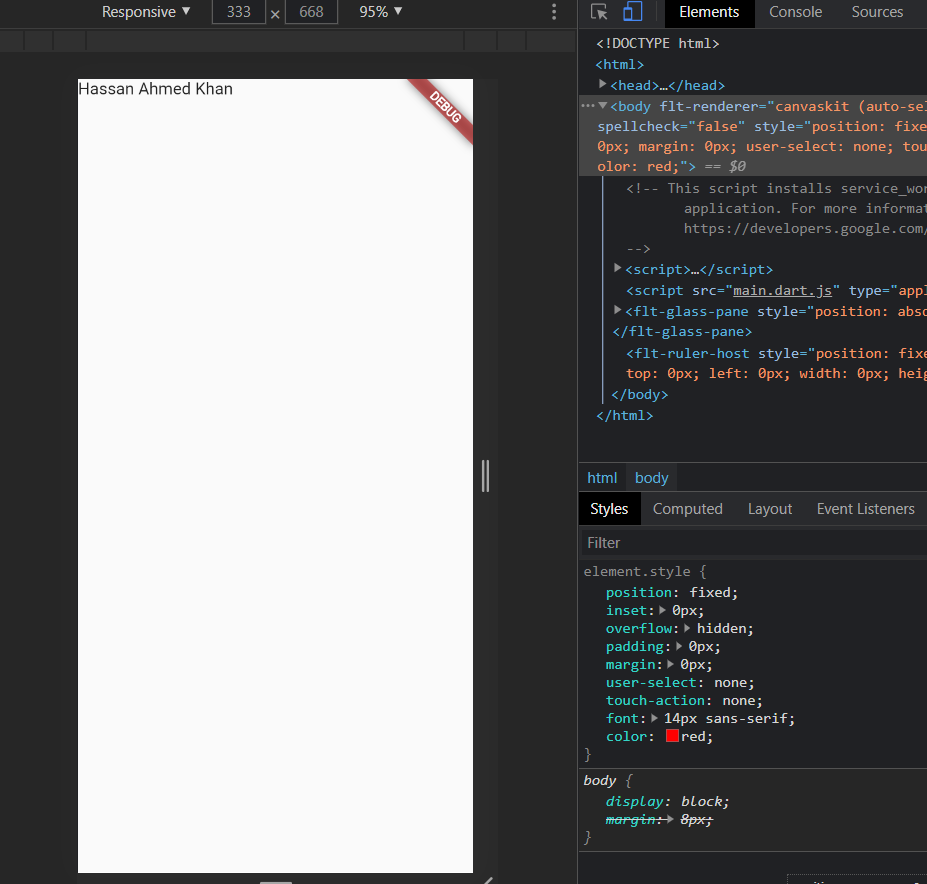 Responsive ▼ 333 × 668 95% ▼
Elements Console Sources
Hassan Ahmed Khan
DEBUG
<!DOCTYPE html>
<html>
<head>…</head>
<body flt-renderer="canvaskit (auto-sel
spellcheck="false" style="position: fixe
0px; margin: 0px; user-select: none; tou
olor: red;"> == $0
<!-- This script installs service_wor
application. For more informat
https://developers.google.com/
-->
<script>…</script>
<script src="main.dart.js" type="appl
<flt-glass-pane style="position: abso
</flt-glass-pane>
<flt-ruler-host style="position: fixe
top: 0px; left: 0px; width: 0px; heig
</body>
</html>
html body
Styles Computed Layout Event Listeners
Filter
element.style {
position: fixed;
inset: 0px;
overflow: hidden;
padding: 0px;
margin: 0px;
user-select: none;
touch-action: none;
font: 14px sans-serif;
color: red;
}
body {
display: block;
margin: 8px;
}